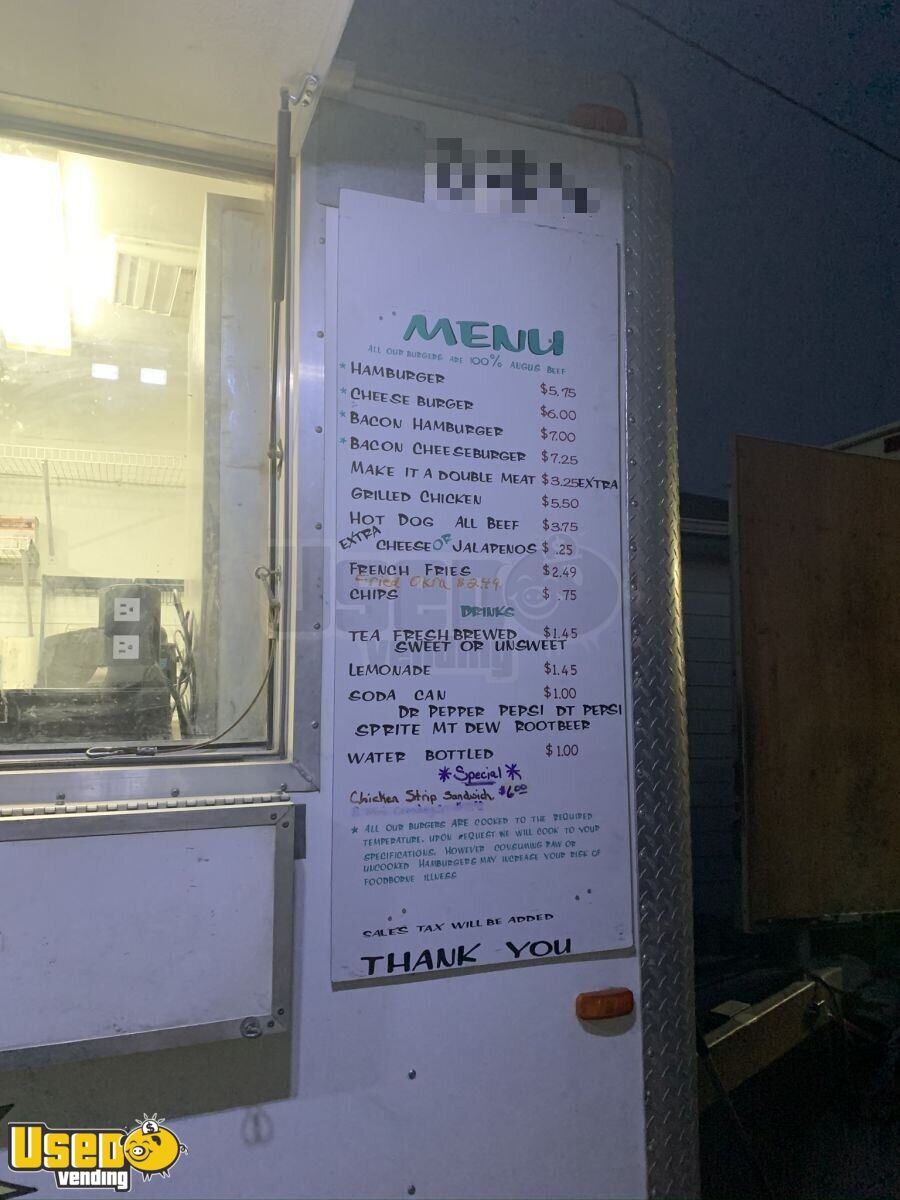 MENU
ALL OUR BURGERS ARE 100% ANGUS BEEF
* HAMBURGER $5.75
* CHEESE BURGER $6.00
* BACON HAMBURGER $7.00
* BACON CHEESEBURGER $7.25
MAKE IT A DOUBLE MEAT $3.25 EXTRA
GRILLED CHICKEN $5.50
HOT DOG ALL BEEF $3.75
EXTRA CHEESE OR JALAPENOS $ .25
FRENCH FRIES $2.49
Fried Okra $2.49
CHIPS $ .75
DRINKS
TEA FRESH BREWED $1.45
SWEET OR UNSWEET
LEMONADE $1.45
SODA CAN $1.00
DR PEPPER PEPSI DT PEPSI
SPRITE MT DEW ROOTBEER
WATER BOTTLED $1.00
*Special*
Chicken Strip Sandwich $6.00
* ALL OUR BURGERS ARE COOKED TO THE REQUIRED
TEMPERATURE. UPON REQUEST WE WILL COOK TO YOUR
SPECIFICATIONS. HOWEVER CONSUMING RAW OR
UNCOOKED HAMBURGERS MAY INCREASE YOUR RISK OF
FOODBORNE ILLNESS
SALES TAX WILL BE ADDED
THANK YOU
USED vending
USED
vending